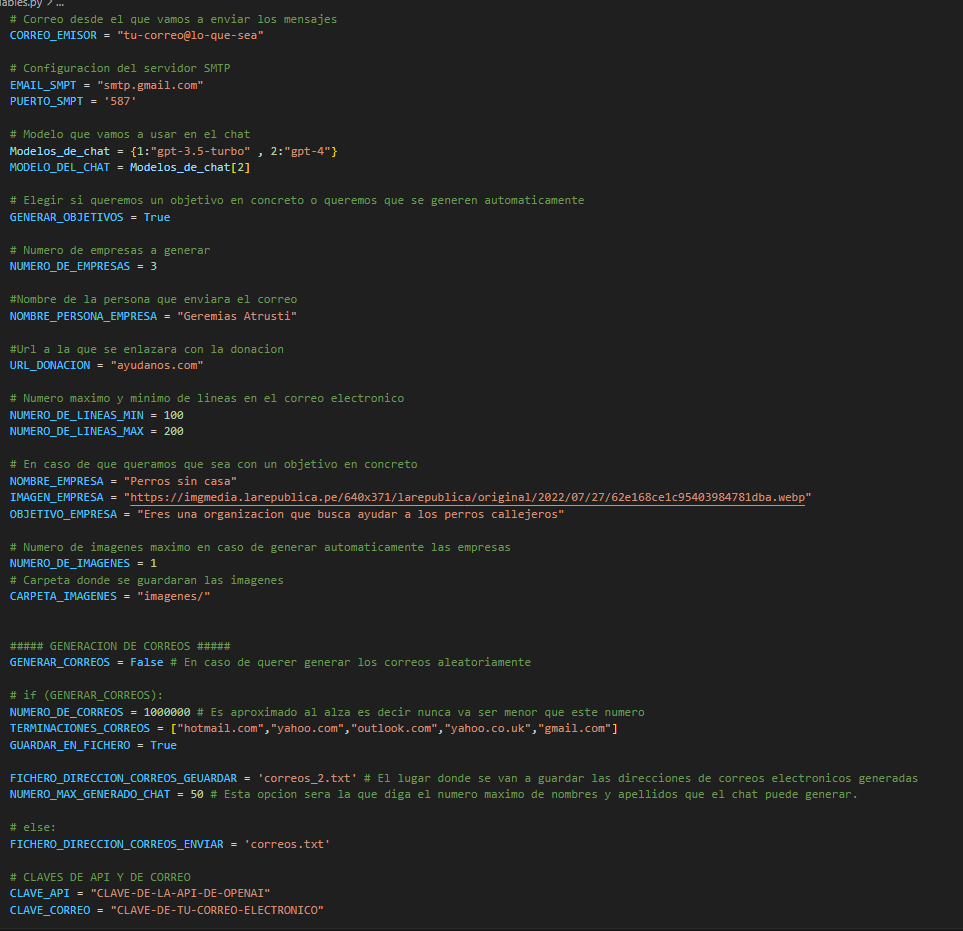 ables.py > ...
# Correo desde el que vamos a enviar los mensajes
CORREO_EMISOR = "tu-correo@lo-que-sea"
# Configuracion del servidor SMTP
EMAIL_SMPT = "smtp.gmail.com"
PUERTO_SMPT = '587'
# Modelo que vamos a usar en el chat
Modelos_de_chat = {1:"gpt-3.5-turbo" , 2:"gpt-4"}
MODELO_DEL_CHAT = Modelos_de_chat[2]
# Elegir si queremos un objetivo en concreto o queremos que se generen automaticamente
GENERAR_OBJETIVOS = True
# Numero de empresas a generar
NUMERO_DE_EMPRESAS = 3
#Nombre de la persona que enviara el correo
NOMBRE_PERSONA_EMPRESA = "Geremias Atrusti"
#Url a la que se enlazara con la donacion
URL_DONACION = "ayudanos.com"
# Numero maximo y minimo de lineas en el correo electronico
NUMERO_DE_LINEAS_MIN = 100
NUMERO_DE_LINEAS_MAX = 200
# En caso de que queramos que sea con un objetivo en concreto
NOMBRE_EMPRESA = "Perros sin casa"
IMAGEN_EMPRESA = "https://imgmedia.larepublica.pe/640x371/larepublica/original/2022/07/27/62e168ce1c95403984781dba.webp"
OBJETIVO_EMPRESA = "Eres una organizacion que busca ayudar a los perros callejeros"
# Numero de imagenes maximo en caso de generar automaticamente las empresas
NUMERO_DE_IMAGENES = 1
# Carpeta donde se guardaran las imagenes
CARPETA_IMAGENES = "imagenes/"
##### GENERACION DE CORREOS #####
GENERAR_CORREOS = False # En caso de querer generar los correos aleatoriamente
# if (GENERAR_CORREOS):
NUMERO_DE_CORREOS = 1000000 # Es aproximado al alza es decir nunca va ser menor que este numero
TERMINACIONES_CORREOS = ["hotmail.com","yahoo.com","outlook.com","yahoo.co.uk","gmail.com"]
GUARDAR_EN_FICHERO = True
FICHERO_DIRECCION_CORREOS_GEUARDAR = 'correos_2.txt' # El lugar donde se van a guardar las direcciones de correos electronicos generadas
NUMERO_MAX_GENERADO_CHAT = 50 # Esta opcion sera la que diga el numero maximo de nombres y apellidos que el chat puede generar.
# else:
FICHERO_DIRECCION_CORREOS_ENVIAR = 'correos.txt'
# CLAVES DE API Y DE CORREO
CLAVE_API = "CLAVE-DE-LA-API-DE-OPENAI"
CLAVE_CORREO = "CLAVE-DE-TU-CORREO-ELECTRONICO"